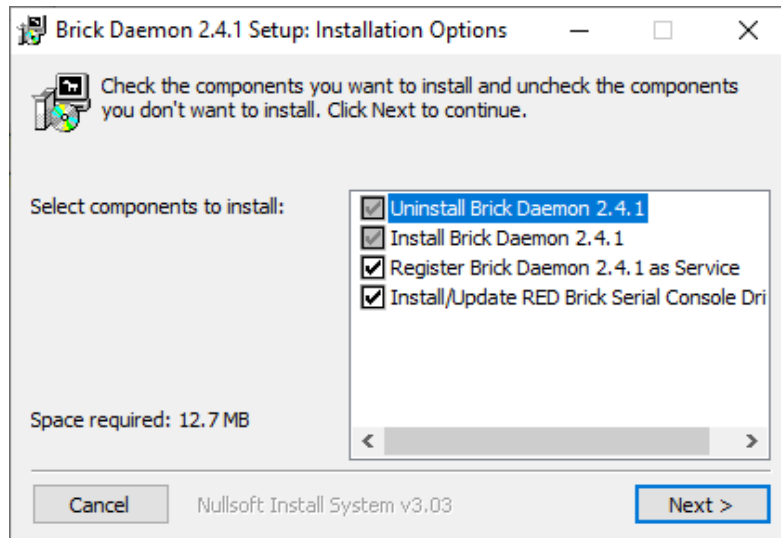 Brick Daemon 2.4.1 Setup: Installation Options
Check the components you want to install and uncheck the components
you don't want to install. Click Next to continue.
Select components to install:
Uninstall Brick Daemon 2.4.1
Install Brick Daemon 2.4.1
Register Brick Daemon 2.4.1 as Service
Install/Update RED Brick Serial Console Dri
Space required: 12.7 MB
Cancel
Nullsoft Install System v3.03
Next >